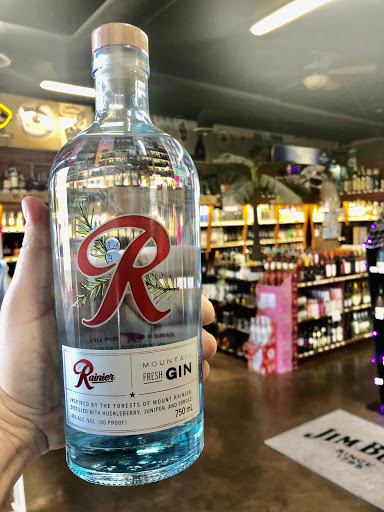 R
Rainier
MOUNTAIN
FRESH GIN
INSPIRED BY THE FORESTS OF MOUNT RAINIER.
DISTILLED WITH HUCKLEBERRY, JUNIPER, AND SPRUCE
40% ALC./VOL. (80 PROOF)
750 mL
JIM B
SINCE